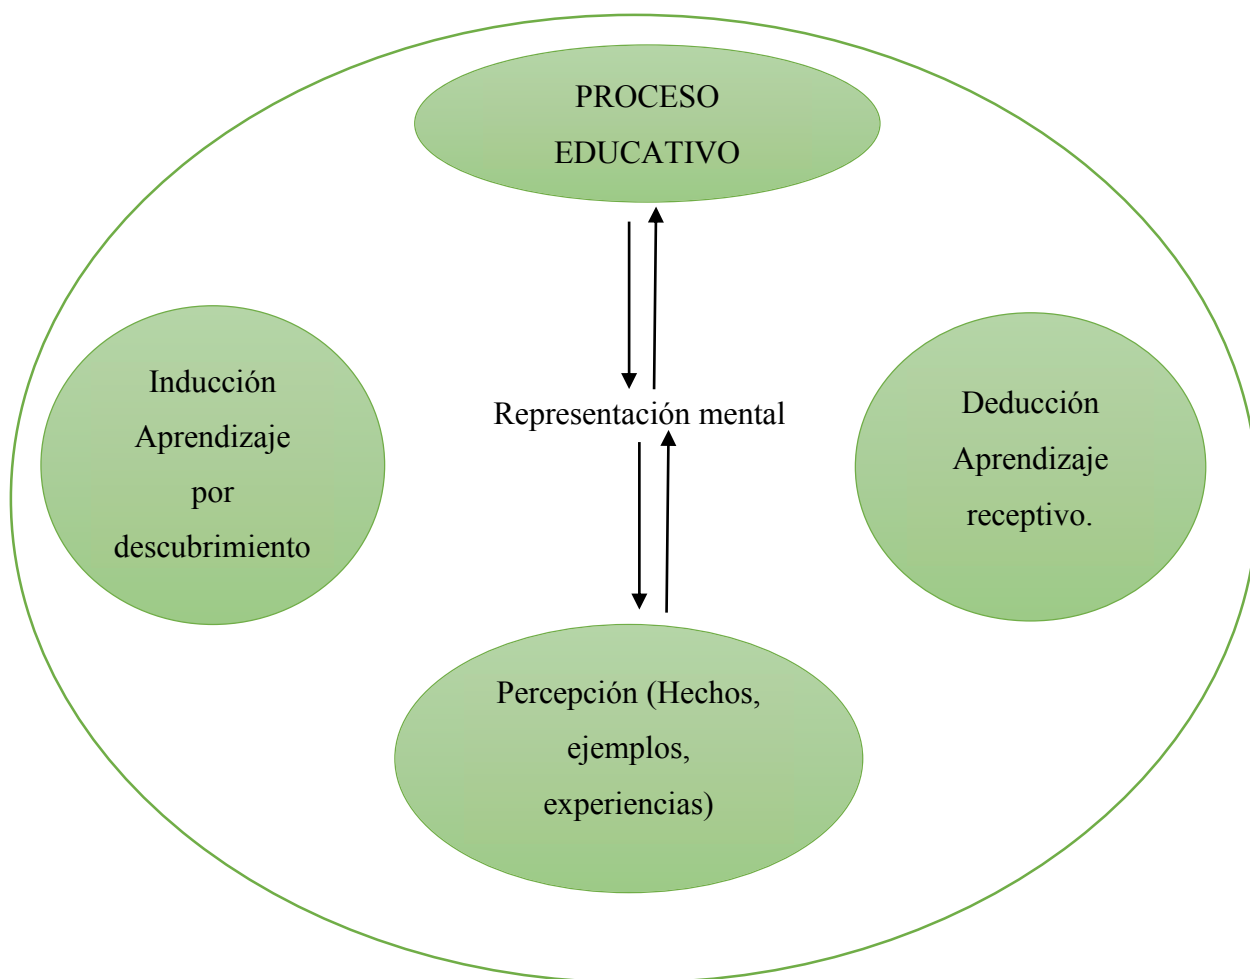 PROCESO
EDUCATIVO
Inducción
Aprendizaje
por
descubrimiento
Representación mental
Deducción
Aprendizaje
receptivo.
Percepción (Hechos,
ejemplos,
experiencias)